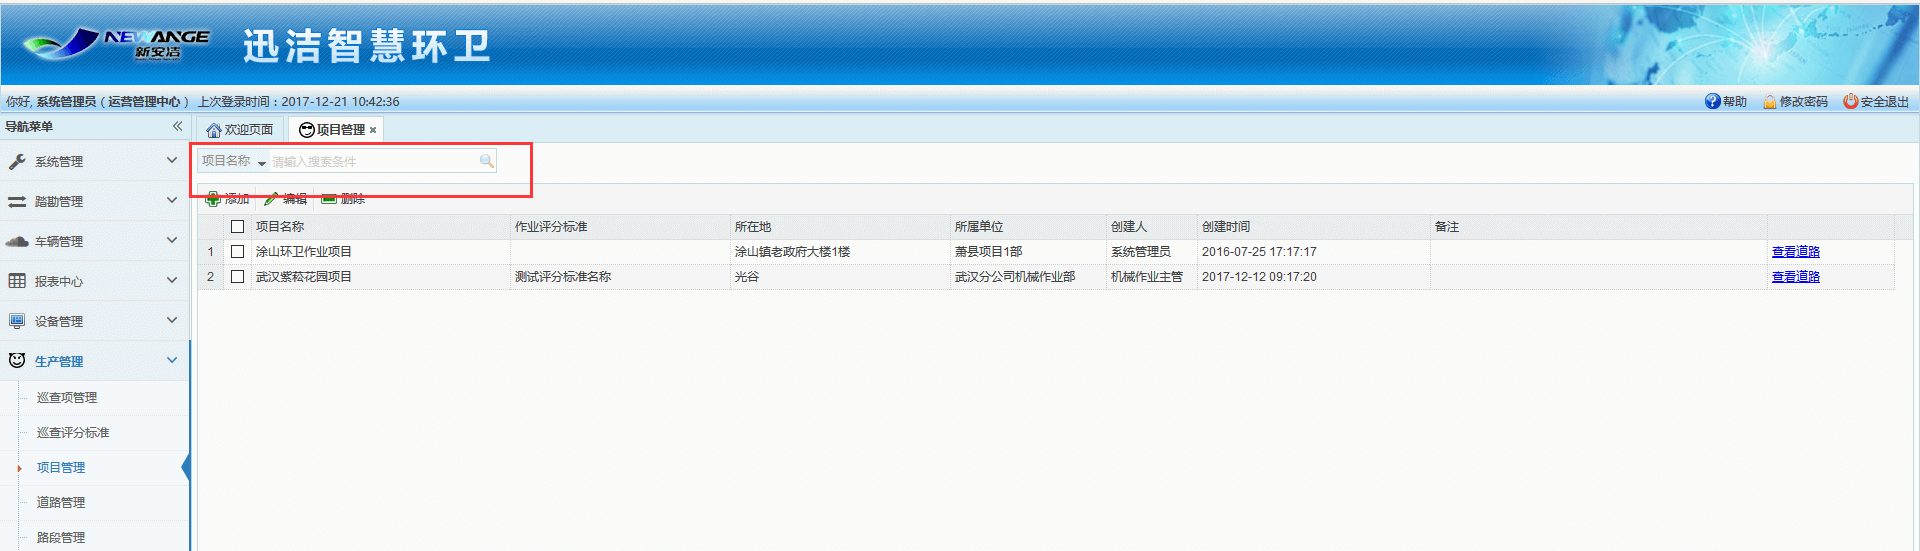 NEWANGE
新安洁
迅洁智慧环卫
你好, 系统管理员 ( 运营管理中心 ) 上次登录时间：2017-12-21 10:42:36
帮助 修改密码 安全退出
导航菜单
欢迎页面 项目管理
系统管理
踏勘管理
车辆管理
报表中心
设备管理
生产管理
巡查项管理
巡查评分标准
项目管理
道路管理
路段管理
项目名称 请输入搜索条件
添加 编辑 删除
项目名称 作业评分标准 所在地 所属单位 创建人 创建时间 备注
1 涂山环卫作业项目 涂山镇老政府大楼1楼 萧县项目1部 系统管理员 2016-07-25 17:17:17 查看道路
2 武汉紫菘花园项目 测试评分标准名称 光谷 武汉分公司机械作业部 机械作业主管 2017-12-12 09:17:20 查看道路